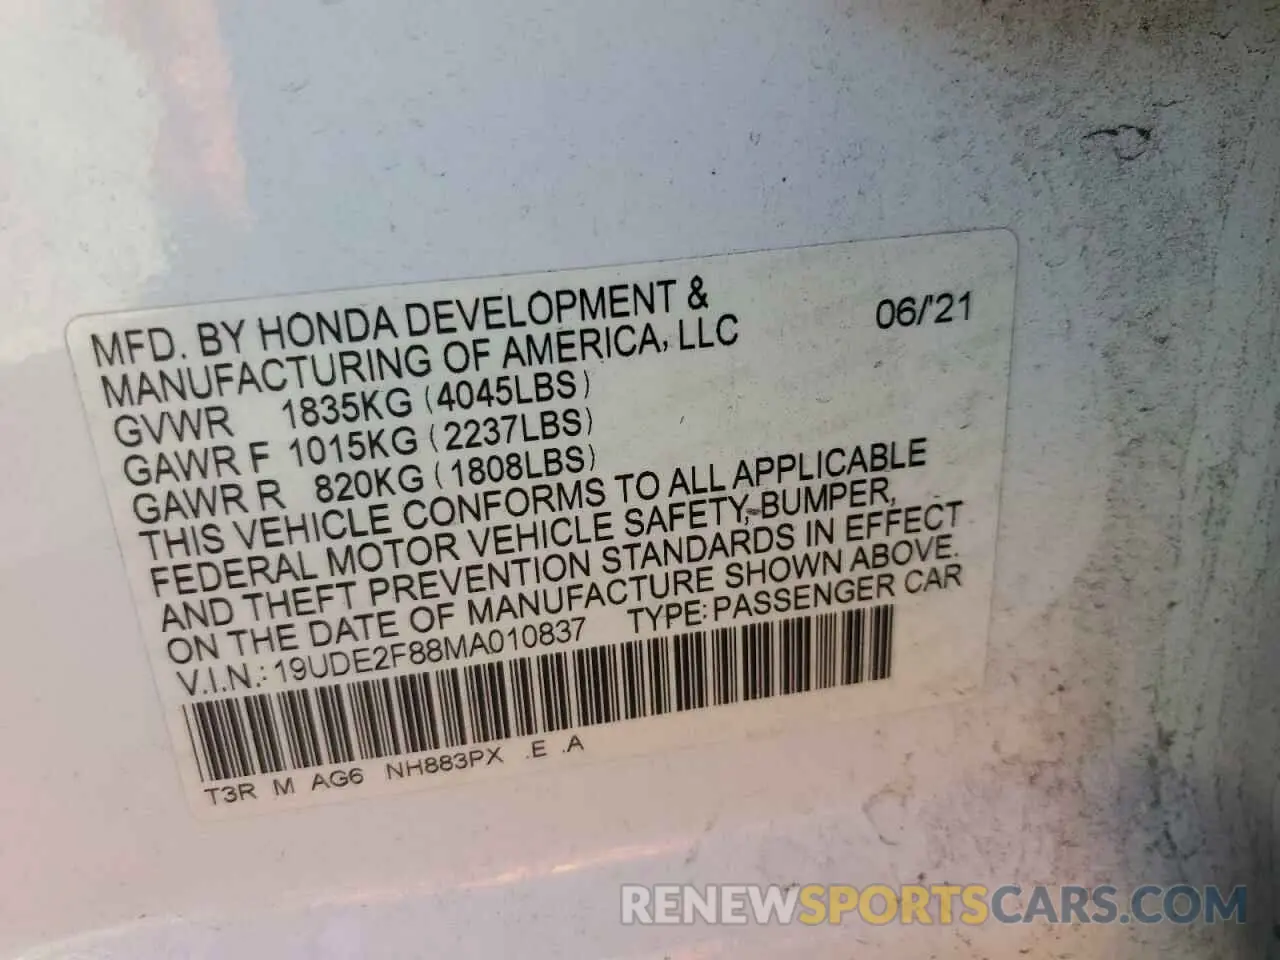 MFD. BY HONDA DEVELOPMENT & 06/'21
MANUFACTURING OF AMERICA, LLC
GVWR 1835KG (4045LBS)
GAWR F 1015KG (2237LBS)
GAWR R 820KG (1808LBS)
THIS VEHICLE CONFORMS TO ALL APPLICABLE
FEDERAL MOTOR VEHICLE SAFETY, BUMPER,
AND THEFT PREVENTION STANDARDS IN EFFECT
ON THE DATE OF MANUFACTURE SHOWN ABOVE.
V.I.N.: 19UDE2F88MA010837 TYPE: PASSENGER CAR
T3R M AG6 NH883PX .E .A
RENEWSPORTSCARS.COM